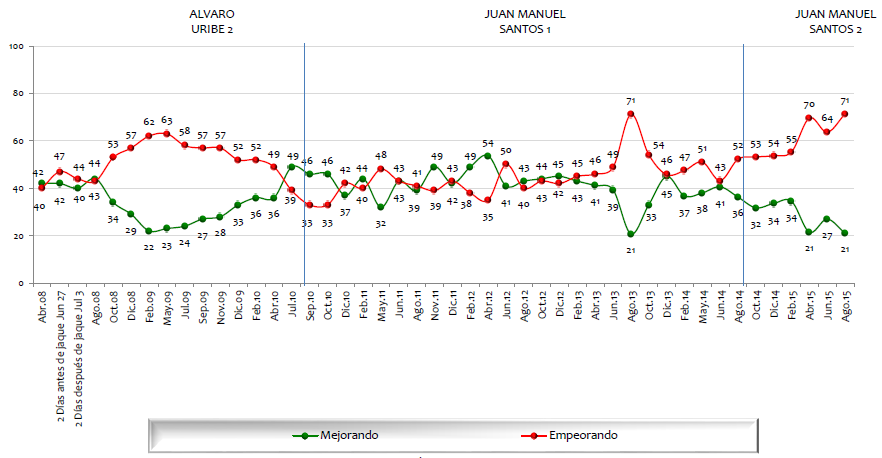 ALVARO
URIBE 2
JUAN MANUEL
SANTOS 1
JUAN MANUEL
SANTOS 2
100
80
60
40
20
0
42 47 44 44 53 57 62 63 58 57 57 52 52 49 49 46 46 42 44 48 43 41 49 43 49 54 50 43 44 45 45 46 49 71 54 46 47 51 43 52 53 54 55 70 64 71
40 42 40 43 34 29 22 23 24 27 28 33 36 36 39 33 33 37 40 32 43 39 39 42 38 35 41 40 43 42 43 41 39 21 33 45 37 38 41 36 32 34 34 21 27 21
Abr.08
2 Días antes de jaque Jun 27
2 Días después de jaque Jul 3
Ago.08
Oct.08
Dic.08
Feb.09
May.09
Jul.09
Sep.09
Nov.09
Dic.09
Feb.10
Abr.10
Jul.10
Sep.10
Oct.10
Dic.10
Feb.11
May.11
Jun.11
Ago.11
Nov.11
Dic.11
Feb.12
Abr.12
Jun.12
Ago.12
Oct.12
Dic.12
Feb.13
Abr.13
Jun.13
Ago.13
Oct.13
Dic.13
Feb.14
May.14
Jun.14
Ago.14
Oct.14
Dic.14
Feb.15
Abr.15
Jun.15
Ago.15
Mejorando
Empeorando